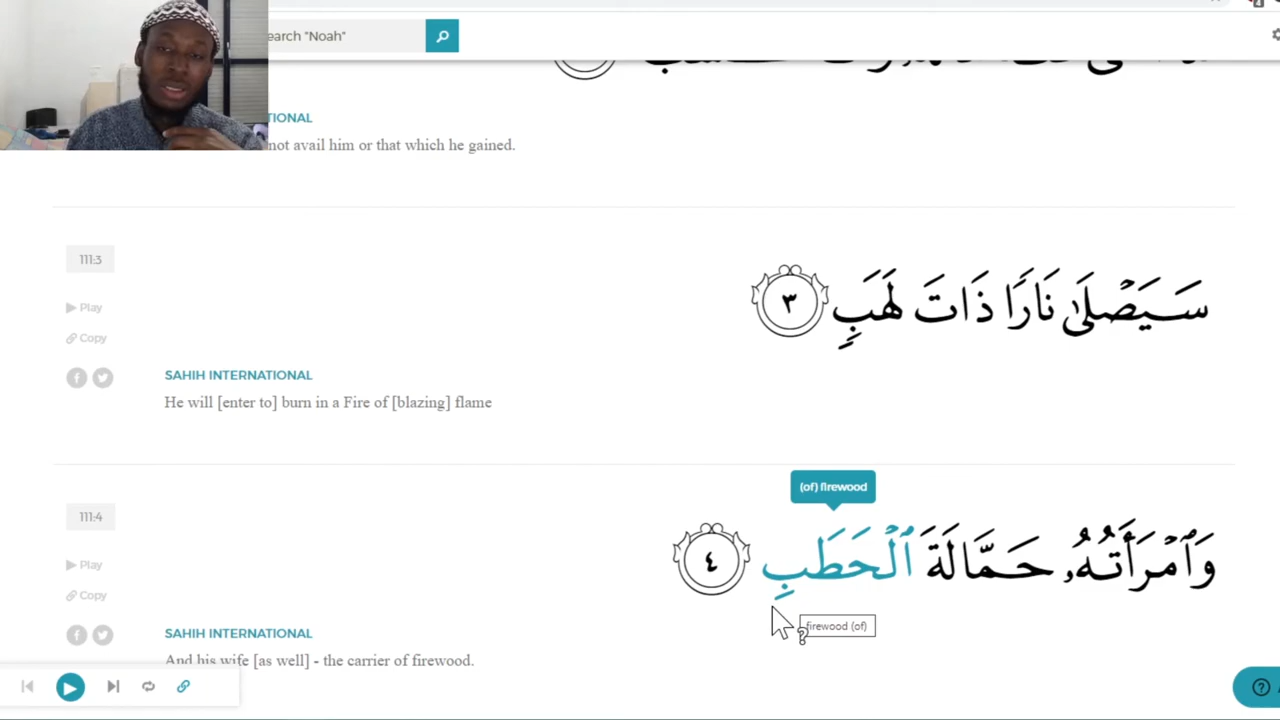 earch "Noah"
TIONAL
not avail him or that which he gained.
111:3
سَيَصْلَىٰ نَارًا ذَاتَ لَهَبٍ ٣
Play
Copy
SAHIH INTERNATIONAL
He will [enter to] burn in a Fire of [blazing] flame
(of) firewood
111:4
وَٱمْرَأَتُهُۥ حَمَّالَةَ ٱلْحَطَبِ ٤
Play
Copy
firewood (of)
SAHIH INTERNATIONAL
And his wife [as well] - the carrier of firewood.